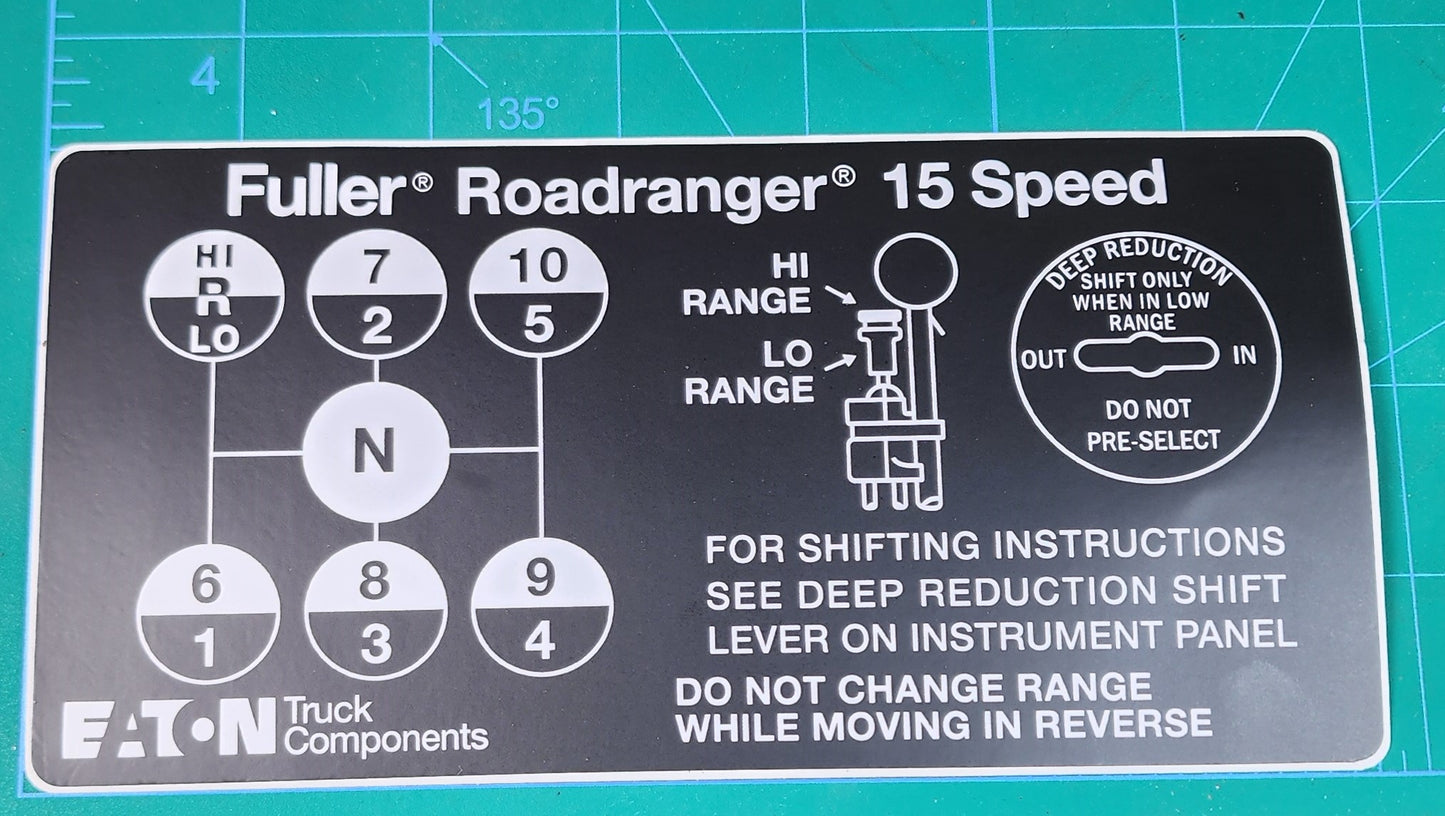 4
135°
Fuller® Roadranger® 15 Speed
HI
R
LO
7
2
10
5
N
6
1
8
3
9
4
HI
RANGE
LO
RANGE
DEEP REDUCTION
SHIFT ONLY
WHEN IN LOW
RANGE
OUT IN
DO NOT
PRE-SELECT
FOR SHIFTING INSTRUCTIONS
SEE DEEP REDUCTION SHIFT
LEVER ON INSTRUMENT PANEL
DO NOT CHANGE RANGE
WHILE MOVING IN REVERSE
EATON Truck
Components